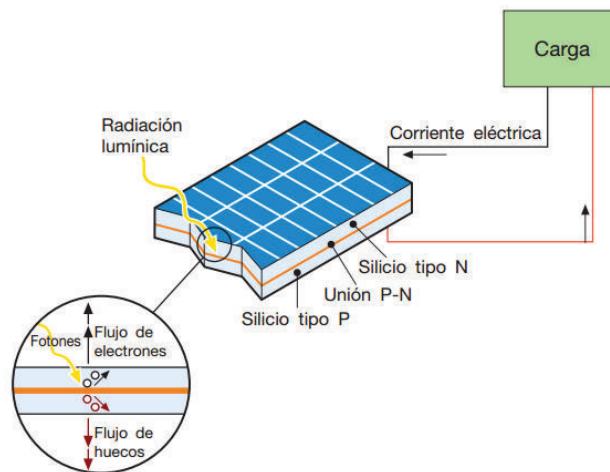 Carga
Radiación
lumínica
Corriente eléctrica
Silicio tipo N
Unión P-N
Silicio tipo P
Fotones
Flujo de
electrones
Flujo de
huecos